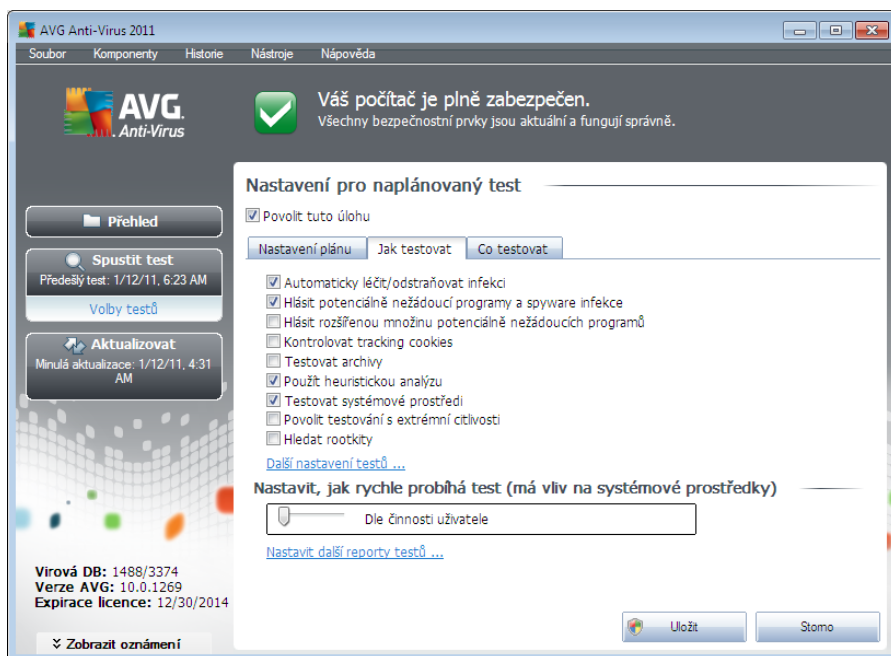 AVG Anti-Virus 2011
Soubor Komponenty Historie Nástroje Nápověda
AVG.
Anti-Virus
Váš počítač je plně zabezpečen.
Všechny bezpečnostní prvky jsou aktuální a fungují správně.
Přehled
Spustit test
Předešlý test: 1/12/11, 6:23 AM
Volby testů
Aktualizovat
Minulá aktualizace: 1/12/11, 4:31
AM
Virová DB: 1488/3374
Verze AVG: 10.0.1269
Expirace licence: 12/30/2014
Zobrazit oznámení
Nastavení pro naplánovaný test
Povolit tuto úlohu
Nastavení plánu Jak testovat Co testovat
Automaticky léčit/odstraňovat infekci
Hlásit potenciálně nežádoucí programy a spyware infekce
Hlásit rozšířenou množinu potenciálně nežádoucích programů
Kontrolovat tracking cookies
Testovat archivy
Použít heuristickou analýzu
Testovat systémové prostředi
Povolit testování s extrémní citlivosti
Hledat rootkity
Další nastavení testů ...
Nastavit, jak rychle probíhá test (má vliv na systémové prostředky)
Dle činnosti uživatele
Nastavit další reporty testů ...
Uložit Storno